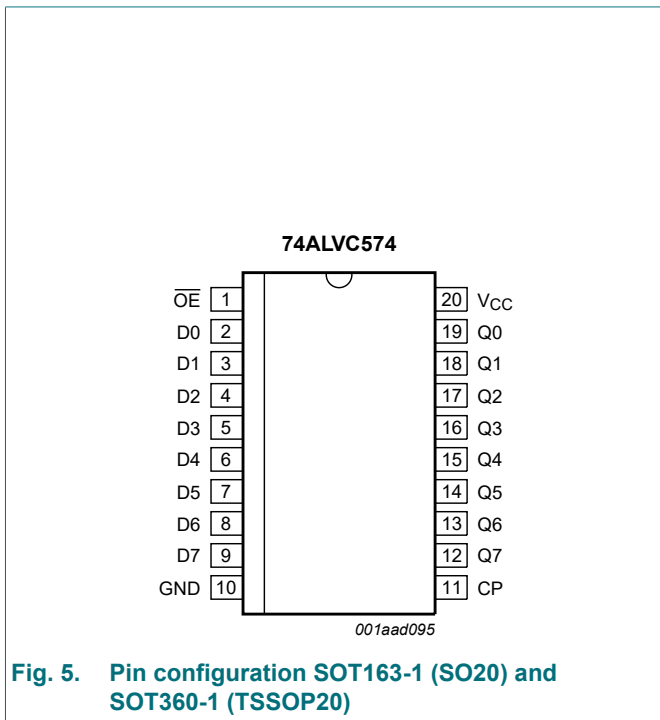 74ALVC574
OE 1 20 VCC
D0 2 19 Q0
D1 3 18 Q1
D2 4 17 Q2
D3 5 16 Q3
D4 6 15 Q4
D5 7 14 Q5
D6 8 13 Q6
D7 9 12 Q7
GND 10 11 CP
001aad095
Fig. 5. Pin configuration SOT163-1 (SO20) and
SOT360-1 (TSSOP20)